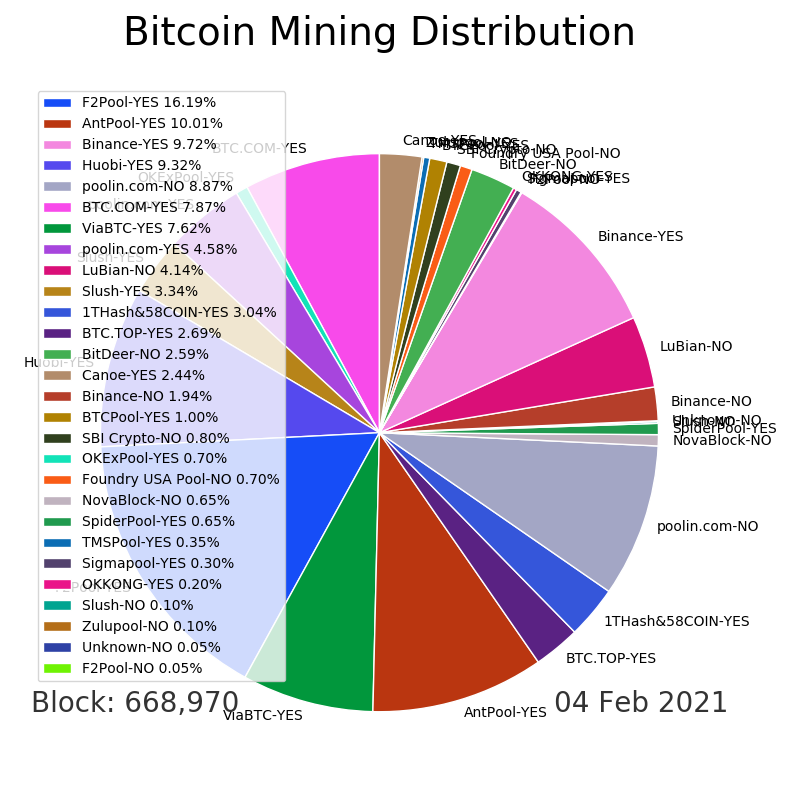 Bitcoin Mining Distribution
F2Pool-YES 16.19%
AntPool-YES 10.01%
Binance-YES 9.72%
Huobi-YES 9.32%
poolin.com-NO 8.87%
BTC.COM-YES 7.87%
ViaBTC-YES 7.62%
poolin.com-YES 4.58%
LuBian-NO 4.14%
Slush-YES 3.34%
1THash&58COIN-YES 3.04%
BTC.TOP-YES 2.69%
BitDeer-NO 2.59%
Canoe-YES 2.44%
Binance-NO 1.94%
BTCPool-YES 1.00%
SBI Crypto-NO 0.80%
OKExPool-YES 0.70%
Foundry USA Pool-NO 0.70%
NovaBlock-NO 0.65%
SpiderPool-YES 0.65%
TMSPool-YES 0.35%
Sigmapool-YES 0.30%
OKKONG-YES 0.20%
Slush-NO 0.10%
Zulupool-NO 0.10%
Unknown-NO 0.05%
F2Pool-NO 0.05%
BTC.COM-YES
OKExPool-YES
poolin.com-YES
Slush-YES
Huobi-YES
F2Pool-YES
ViaBTC-YES
AntPool-YES
BTC.TOP-YES
1THash&58COIN-YES
poolin.com-NO
NovaBlock-NO
SpiderPool-YES
Binance-NO
LuBian-NO
Binance-YES
BitDeer-NO
Foundry USA Pool-NO
Block: 668,970
04 Feb 2021